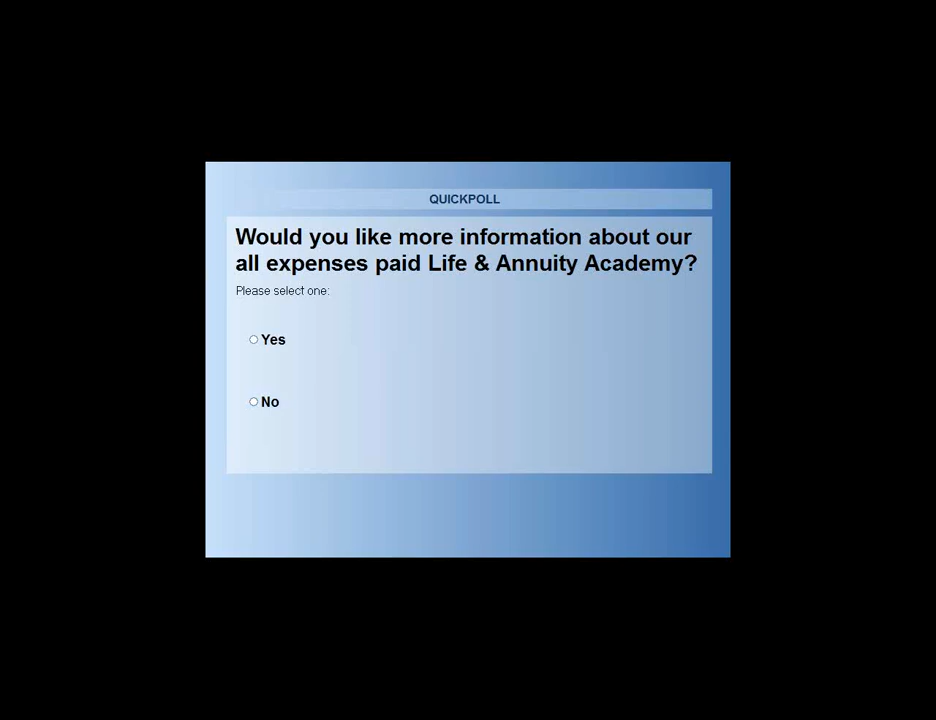 QUICKPOLL
Would you like more information about our
all expenses paid Life & Annuity Academy?
Please select one:
Yes
No